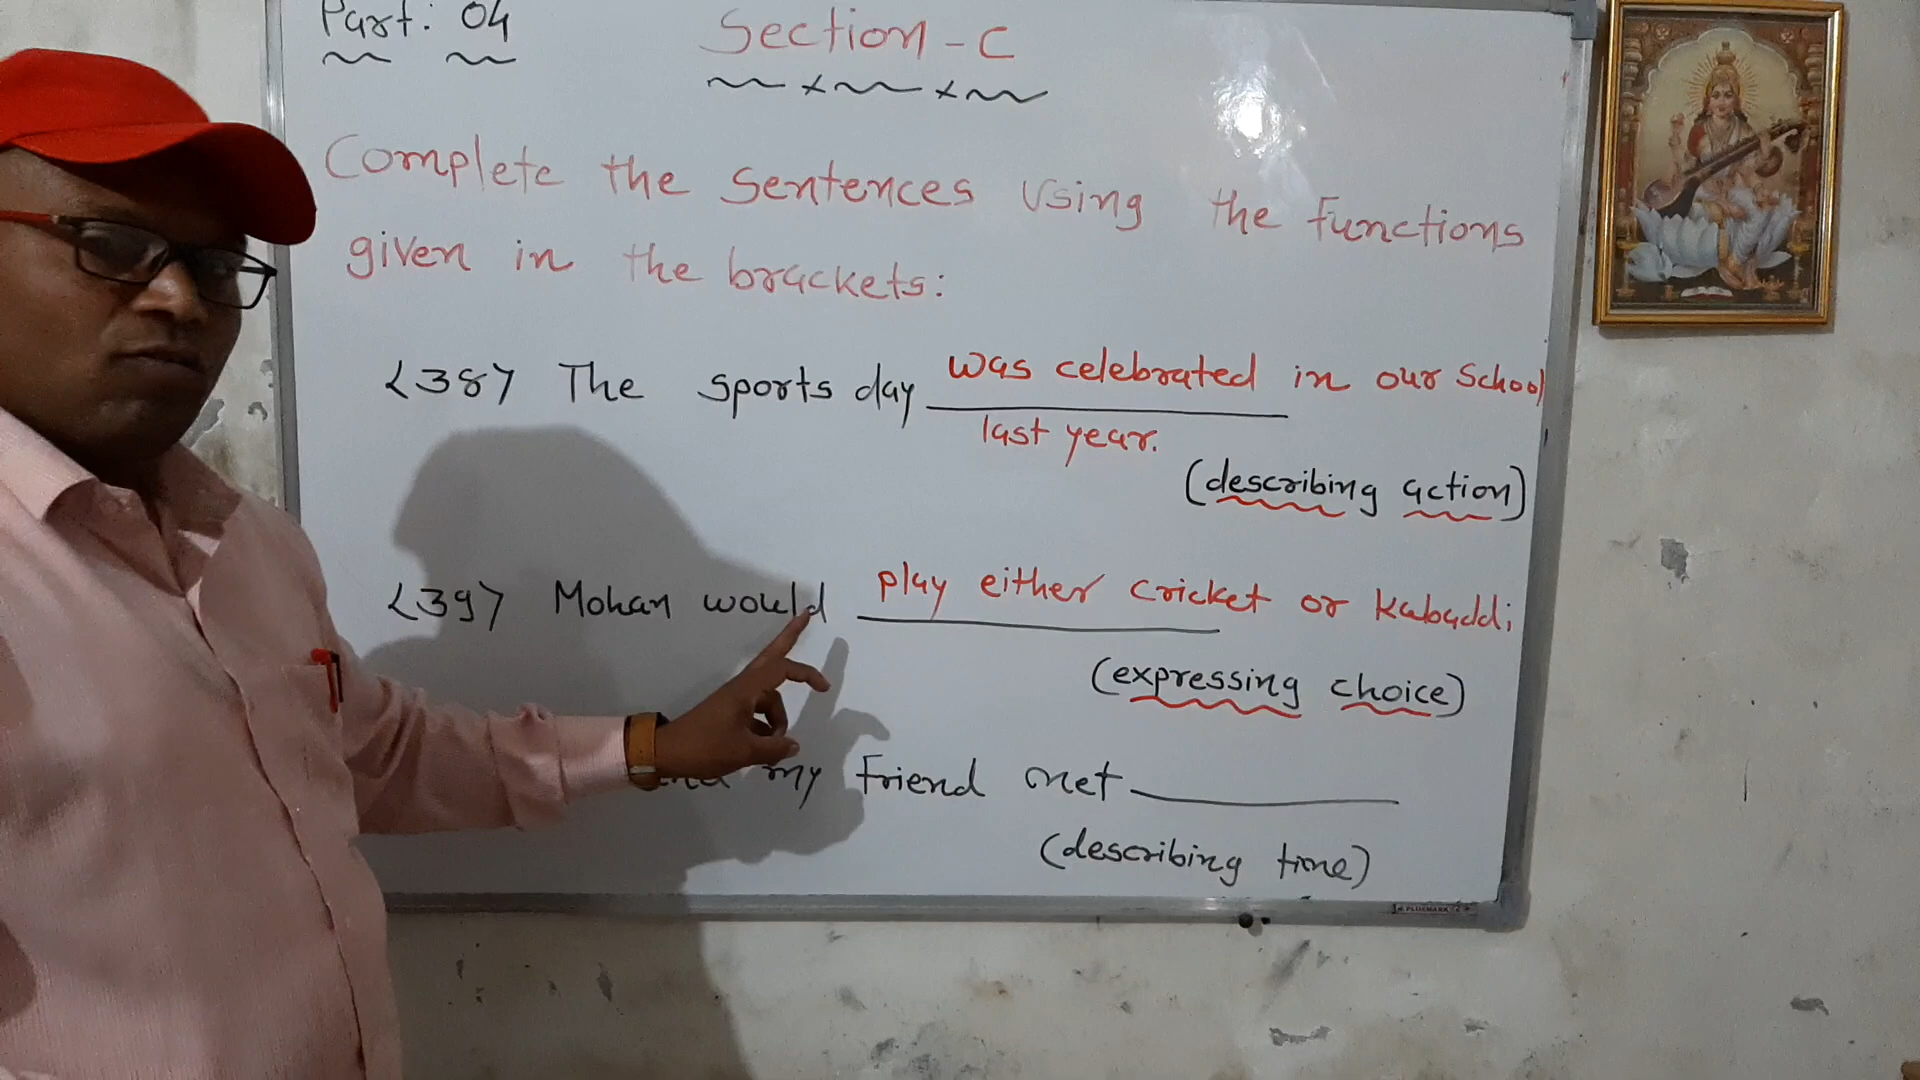 Part: 04
Section - C
Complete the Sentences Using the functions
given in the brackets:
<38> The sports day was celebrated in our School
last year.
(describing action)
<39> Mohan would play either Cricket or Kabaddi
(expressing choice)
my friend met ________
(describing time)